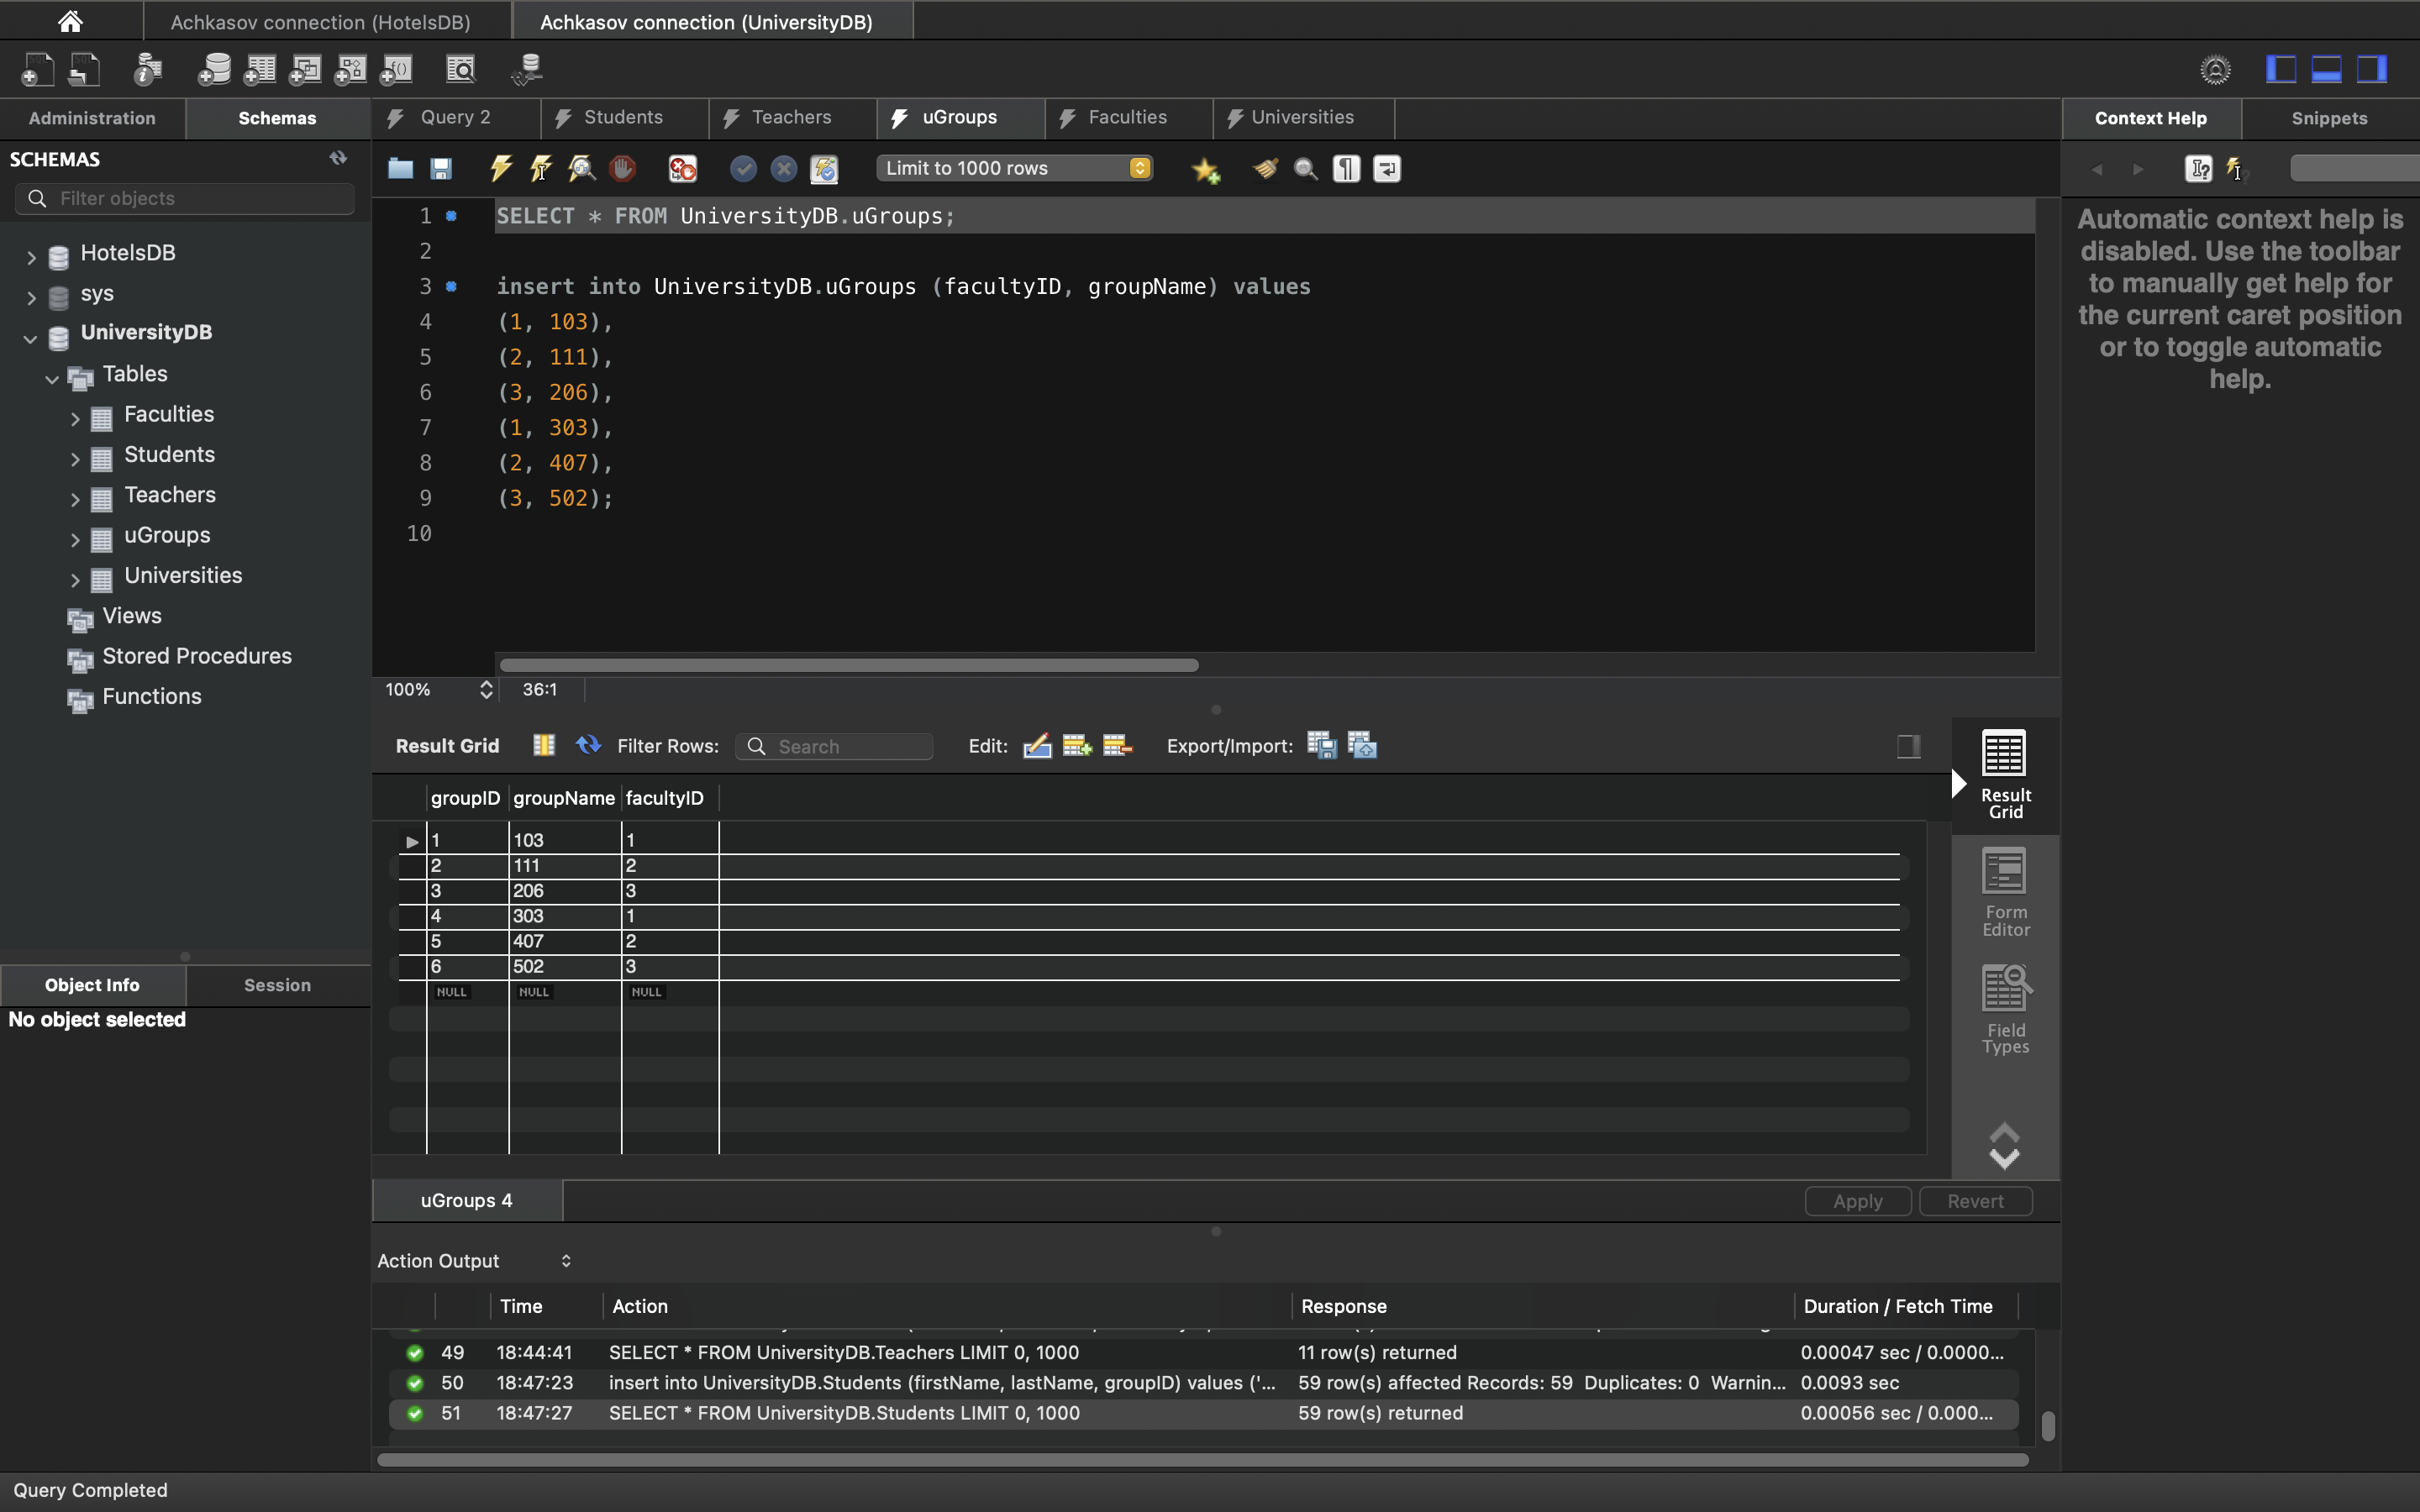 Achkasov connection (HotelsDB)
Achkasov connection (UniversityDB)
Administration
Schemas
Query 2
Students
Teachers
uGroups
Faculties
Universities
Context Help
Snippets
SCHEMAS
Limit to 1000 rows
Filter objects
HotelsDB
sys
UniversityDB
Tables
Faculties
Students
Teachers
uGroups
Universities
Views
Stored Procedures
Functions
1 SELECT * FROM UniversityDB.uGroups;
2
3 insert into UniversityDB.uGroups (facultyID, groupName) values
4 (1, 103),
5 (2, 111),
6 (3, 206),
7 (1, 303),
8 (2, 407),
9 (3, 502);
10
Automatic context help is
disabled. Use the toolbar
to manually get help for
the current caret position
or to toggle automatic
help.
100% 36:1
Result Grid Filter Rows: Search Edit: Export/Import:
groupID groupName facultyID
1 103 1
2 111 2
3 206 3
4 303 1
5 407 2
6 502 3
NULL NULL NULL
Result
Grid
Form
Editor
Field
Types
Object Info
Session
No object selected
uGroups 4
Apply
Revert
Action Output
Time Action Response Duration / Fetch Time
49 18:44:41 SELECT * FROM UniversityDB.Teachers LIMIT 0, 1000 11 row(s) returned 0.00047 sec / 0.0000...
50 18:47:23 insert into UniversityDB.Students (firstName, lastName, groupID) values ('... 59 row(s) affected Records: 59 Duplicates: 0 Warnin... 0.0093 sec
51 18:47:27 SELECT * FROM UniversityDB.Students LIMIT 0, 1000 59 row(s) returned 0.00056 sec / 0.000...
Query Completed